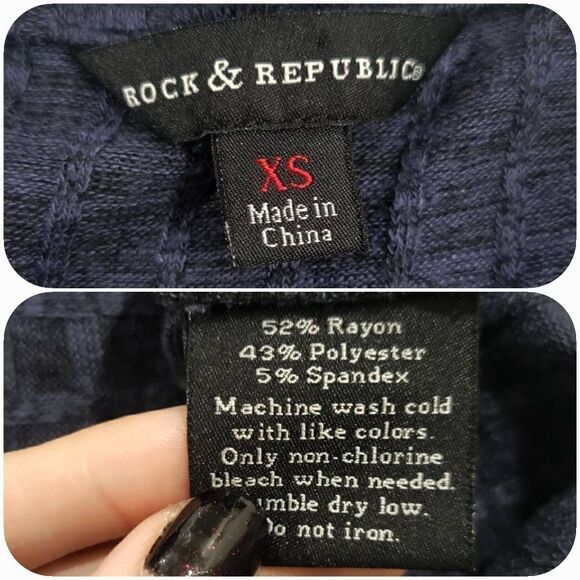 ROCK & REPUBLIC®
XS
Made in
China
52% Rayon
43% Polyester
5% Spandex
Machine wash cold
with like colors.
Only non-chlorine
bleach when needed.
umble dry low.
o not iron.